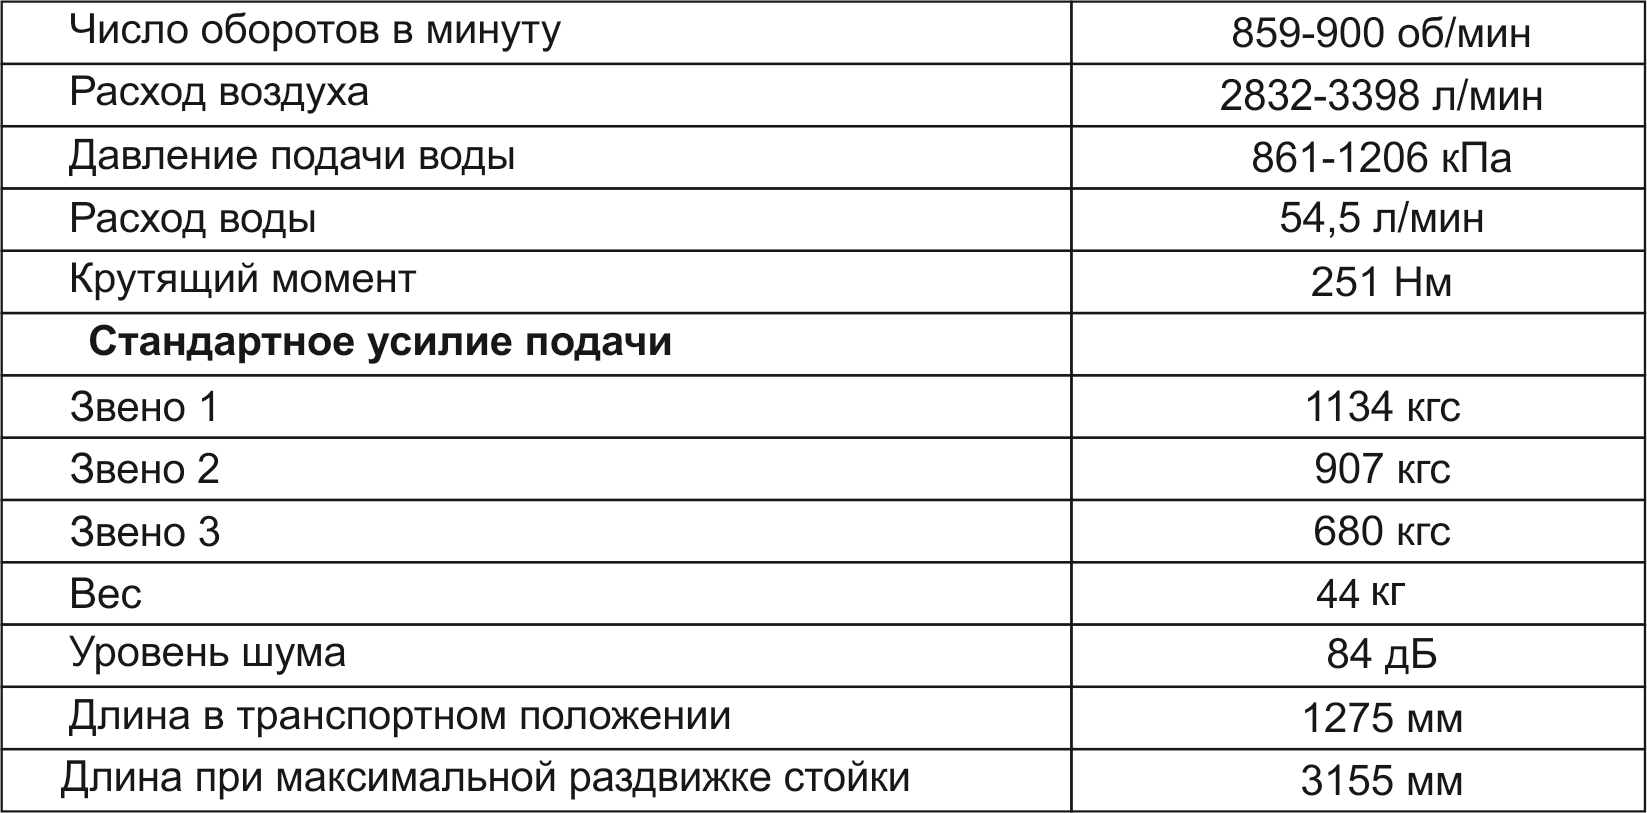 Число оборотов в минуту 859-900 об/мин
Расход воздуха 2832-3398 л/мин
Давление подачи воды 861-1206 кПа
Расход воды 54,5 л/мин
Крутящий момент 251 Нм
Стандартное усилие подачи
Звено 1 1134 кгс
Звено 2 907 кгс
Звено 3 680 кгс
Вес 44 кг
Уровень шума 84 дБ
Длина в транспортном положении 1275 мм
Длина при максимальной раздвижке стойки 3155 мм